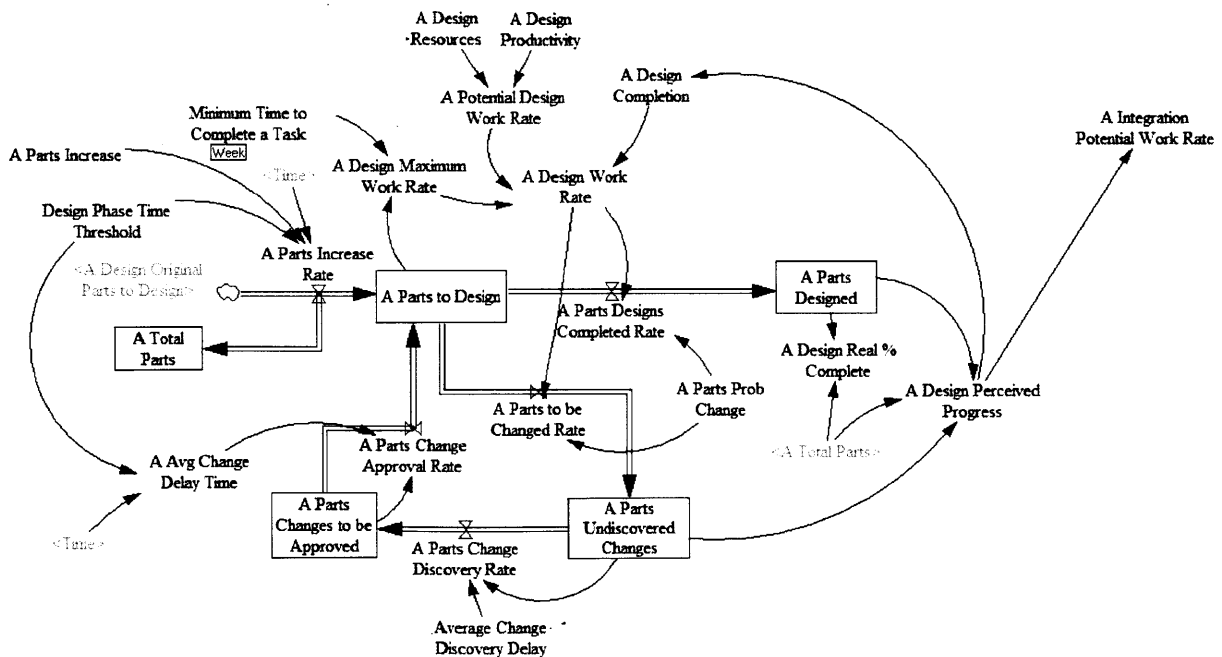 A Design
Resources
A Design
Productivity
A Design
Completion
A Integration
Potential Work Rate
A Potential Design
Work Rate
Minimum Time to
Complete a Task
Week
A Parts Increase
<Time>
A Design Maximum
Work Rate
A Design Work
Rate
Design Phase Time
Threshold
A Parts Increase
Rate
<A Design Original
Parts to Design>
A Parts to Design
A Parts
Designed
A Parts Designs
Completed Rate
A Total
Parts
A Design Real %
Complete
A Parts Prob
Change
A Design Perceived
Progress
A Parts to be
Changed Rate
A Parts Change
Approval Rate
<A Total Parts>
A Avg Change
Delay Time
A Parts
Changes to be
Approved
A Parts
Undiscovered
Changes
<Time>
A Parts Change
Discovery Rate
Average Change
Discovery Delay